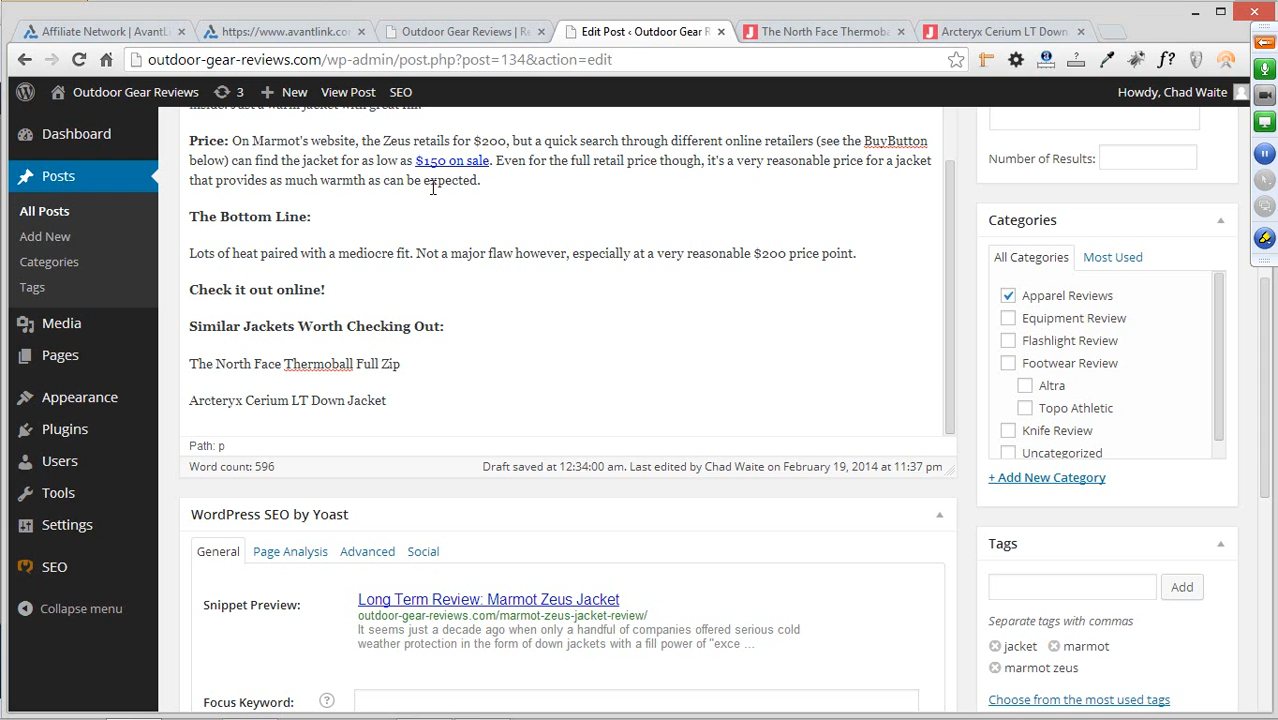 Affiliate Network | AvantL
https://www.avantlink.co
Outdoor Gear Reviews | Re
Edit Post ‹ Outdoor Gear R
The North Face Thermoba
Arcteryx Cerium LT Down
outdoor-gear-reviews.com/wp-admin/post.php?post=134&action=edit
Outdoor Gear Reviews
3
New
View Post
SEO
Howdy, Chad Waite
Dashboard
Posts
All Posts
Add New
Categories
Tags
Media
Pages
Appearance
Plugins
Users
Tools
Settings
SEO
Collapse menu
inside. Just a warm jacket with great fill.
Price: On Marmot's website, the Zeus retails for $200, but a quick search through different online retailers (see the BuyButton
below) can find the jacket for as low as $150 on sale. Even for the full retail price though, it's a very reasonable price for a jacket
that provides as much warmth as can be expected.
The Bottom Line:
Lots of heat paired with a mediocre fit. Not a major flaw however, especially at a very reasonable $200 price point.
Check it out online!
Similar Jackets Worth Checking Out:
The North Face Thermoball Full Zip
Arcteryx Cerium LT Down Jacket
Path: p
Word count: 596
Draft saved at 12:34:00 am. Last edited by Chad Waite on February 19, 2014 at 11:37 pm
WordPress SEO by Yoast
General
Page Analysis
Advanced
Social
Snippet Preview:
Long Term Review: Marmot Zeus Jacket
outdoor-gear-reviews.com/marmot-zeus-jacket-review/
It seems just a decade ago when only a handful of companies offered serious cold
weather protection in the form of down jackets with a fill power of "exce ...
Focus Keyword:
?
Number of Results:
Categories
All Categories
Most Used
Apparel Reviews
Equipment Review
Flashlight Review
Footwear Review
Altra
Topo Athletic
Knife Review
Uncategorized
+ Add New Category
Tags
Add
Separate tags with commas
jacket
marmot
marmot zeus
Choose from the most used tags